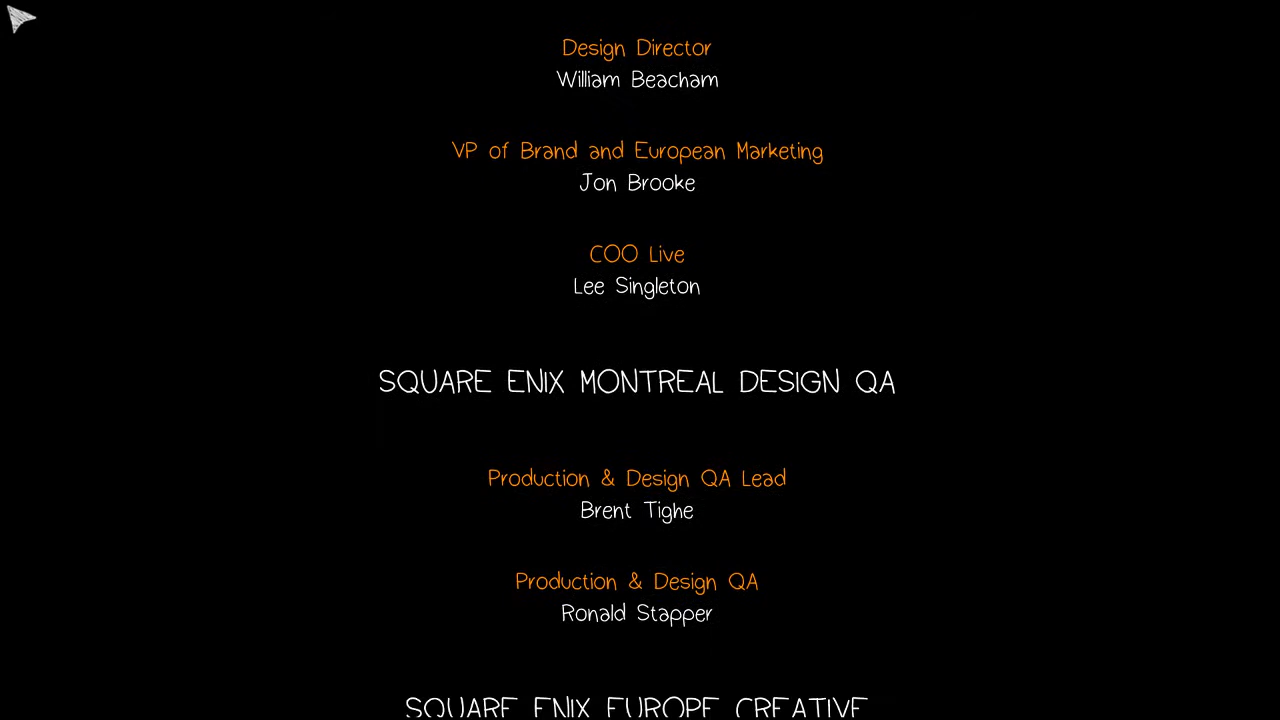 Design Director
William Beacham
VP of Brand and European Marketing
Jon Brooke
COO Live
Lee Singleton
SQUARE ENIX MONTREAL DESIGN QA
Production & Design QA Lead
Brent Tighe
Production & Design QA
Ronald Stapper
SQUARE ENIX EUROPE CREATIVE